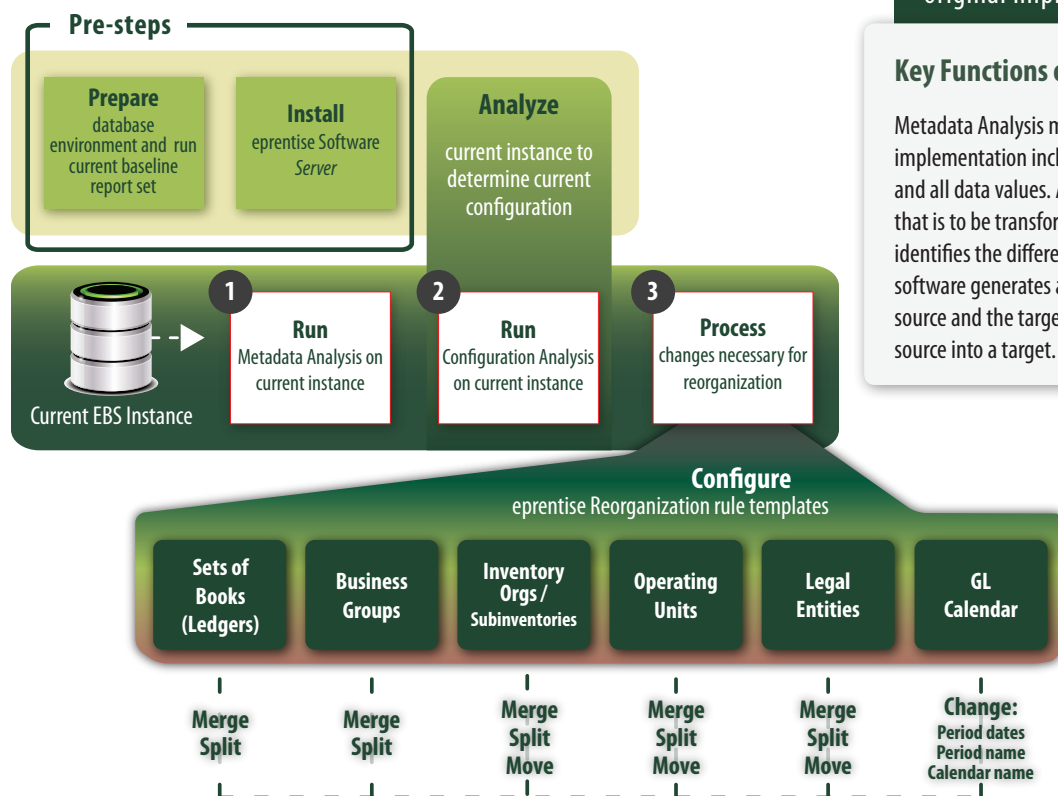 Pre-steps
Prepare
database
environment and run
current baseline
report set
Install
eprentise Software
Server
Analyze
current instance to
determine current
configuration
Key Functions
Metadata Analysis
implementation
and all data values.
that is to be
identifies the
software generates a
source and the
source into a target.
Current EBS Instance
1
Run
Metadata Analysis on
current instance
2
Run
Configuration Analysis
on current instance
3
Process
changes necessary for
reorganization
Configure
eprentise Reorganization rule templates
Sets of
Books
(Ledgers)
Business
Groups
Inventory
Orgs /
Subinventories
Operating
Units
Legal
Entities
GL
Calendar
Merge
Split
Merge
Split
Merge
Split
Move
Merge
Split
Move
Merge
Split
Move
Change:
Period dates
Period name
Calendar name